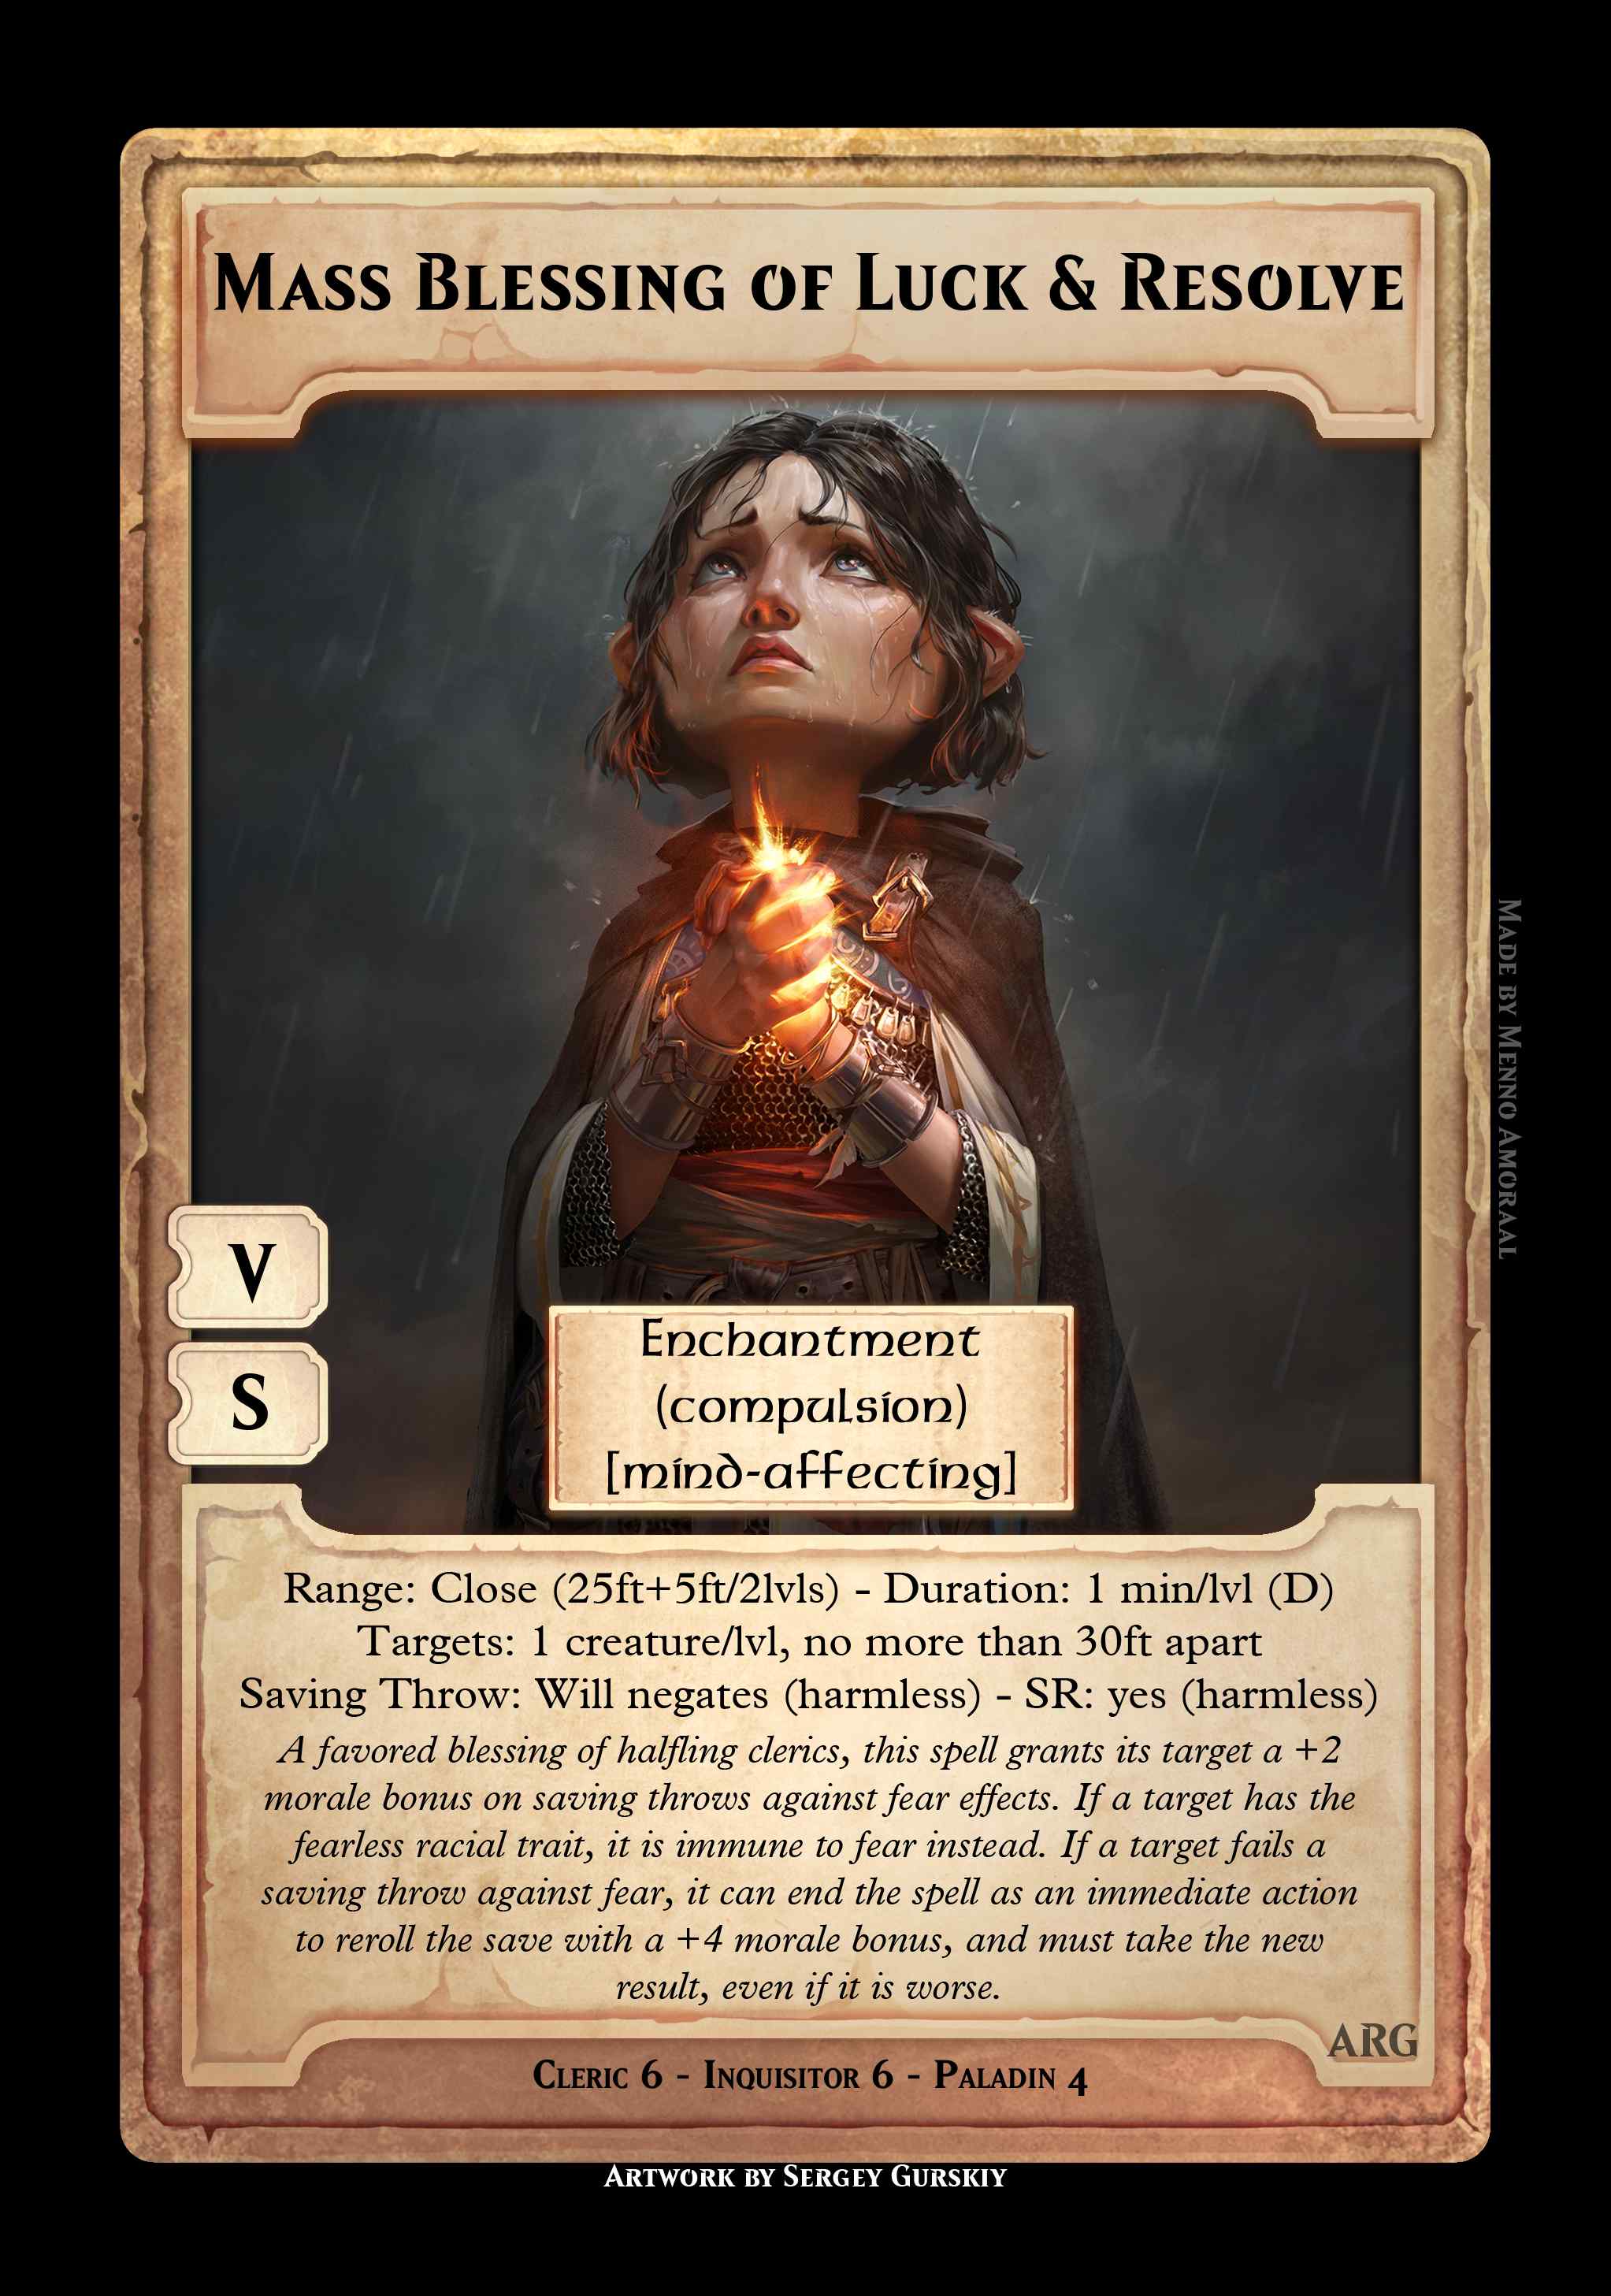 Mass Blessing of Luck & Resolve
V
S
Enchantment
(compulsion)
[mind-affecting]
Range: Close (25ft+5ft/2lvls) - Duration: 1 min/lvl (D)
Targets: 1 creature/lvl, no more than 30ft apart
Saving Throw: Will negates (harmless) - SR: yes (harmless)
A favored blessing of halfling clerics, this spell grants its target a +2
morale bonus on saving throws against fear effects. If a target has the
fearless racial trait, it is immune to fear instead. If a target fails a
saving throw against fear, it can end the spell as an immediate action
to reroll the save with a +4 morale bonus, and must take the new
result, even if it is worse.
ARG
Cleric 6 - Inquisitor 6 - Paladin 4
Artwork by Sergey Gurskiy
Made by Menno Amoraal